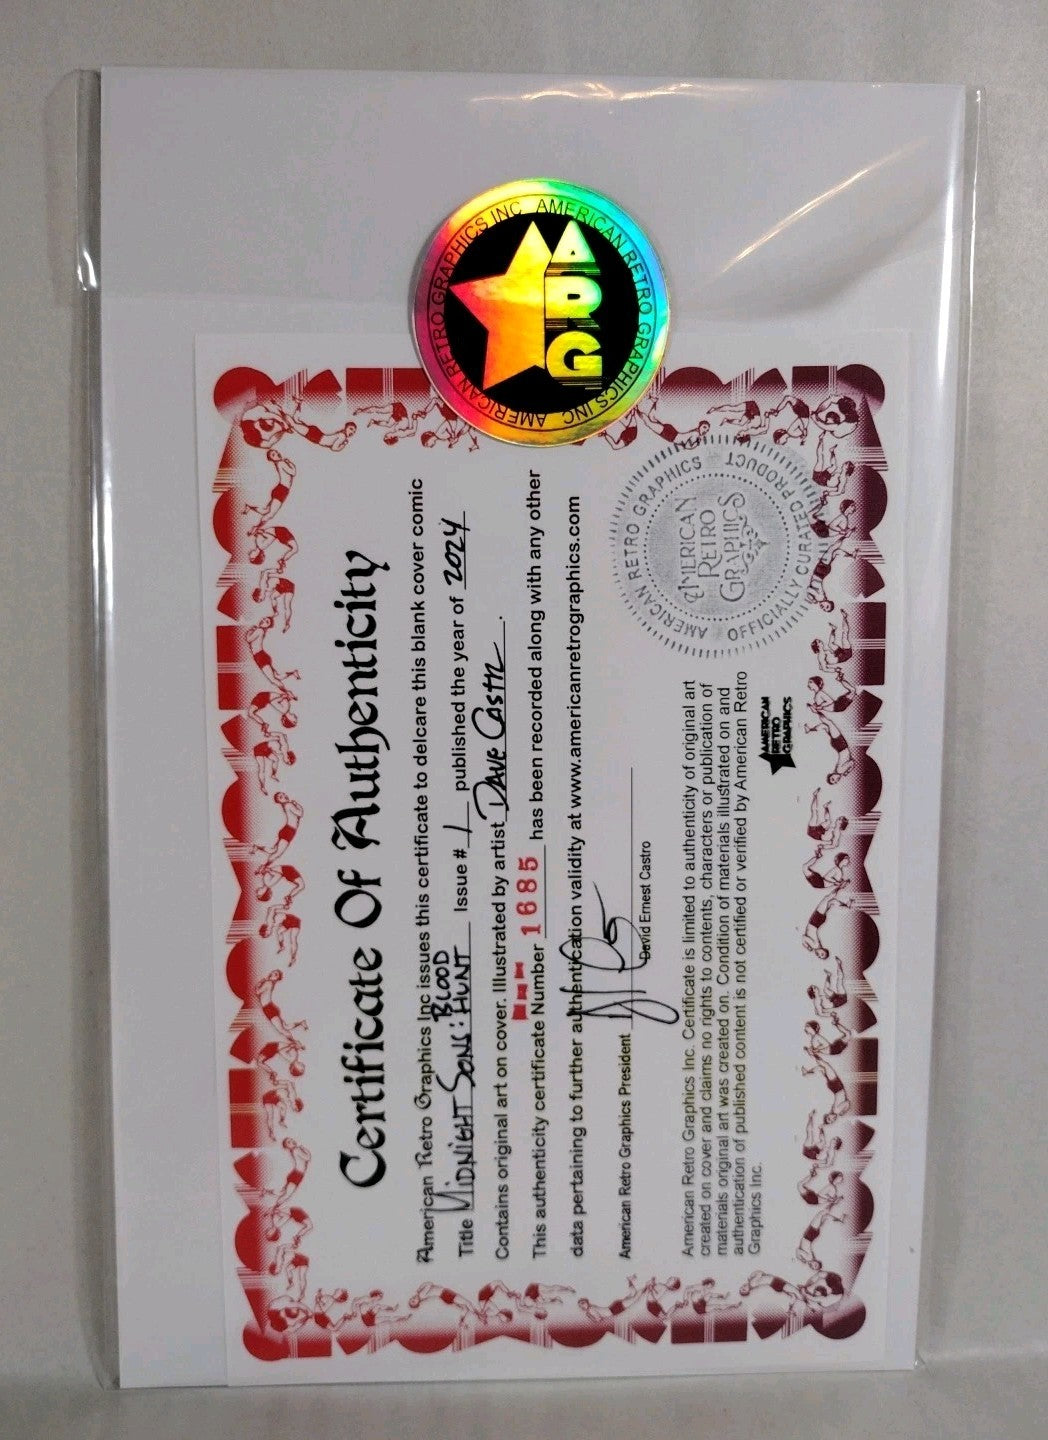 AMERICAN RETRO GRAPHICS INC
AMERICAN RETRO GRAPHICS INC
ARG
Certificate Of Authenticity
American Retro Graphics Inc issues this certificate to delcare this blank cover comic
Title MIDNIGHT SONS: BLOOD HUNT Issue # 1 published the year of 2024
Contains original art on cover. Illustrated by artist DAVE CASTR.
This authenticity certificate Number 1685 has been recorded along with any other
data pertaining to further authentication validity at www.americanretrographics.com
American Retro Graphics President
David Ernest Castro
American Retro Graphics Inc. Certificate is limited to authenticity of original art
created on cover and claims no rights to contents, characters or publication of
materials original art was created on. Condition of materials illustrated on and
authentication of published content is not certified or verified by American Retro
Graphics Inc.
AMERICAN
RETRO
GRAPHICS
AMERICAN RETRO GRAPHICS
OFFICIALLY CURATED PRODUCT
AMERICAN
RETRO
GRAPHICS